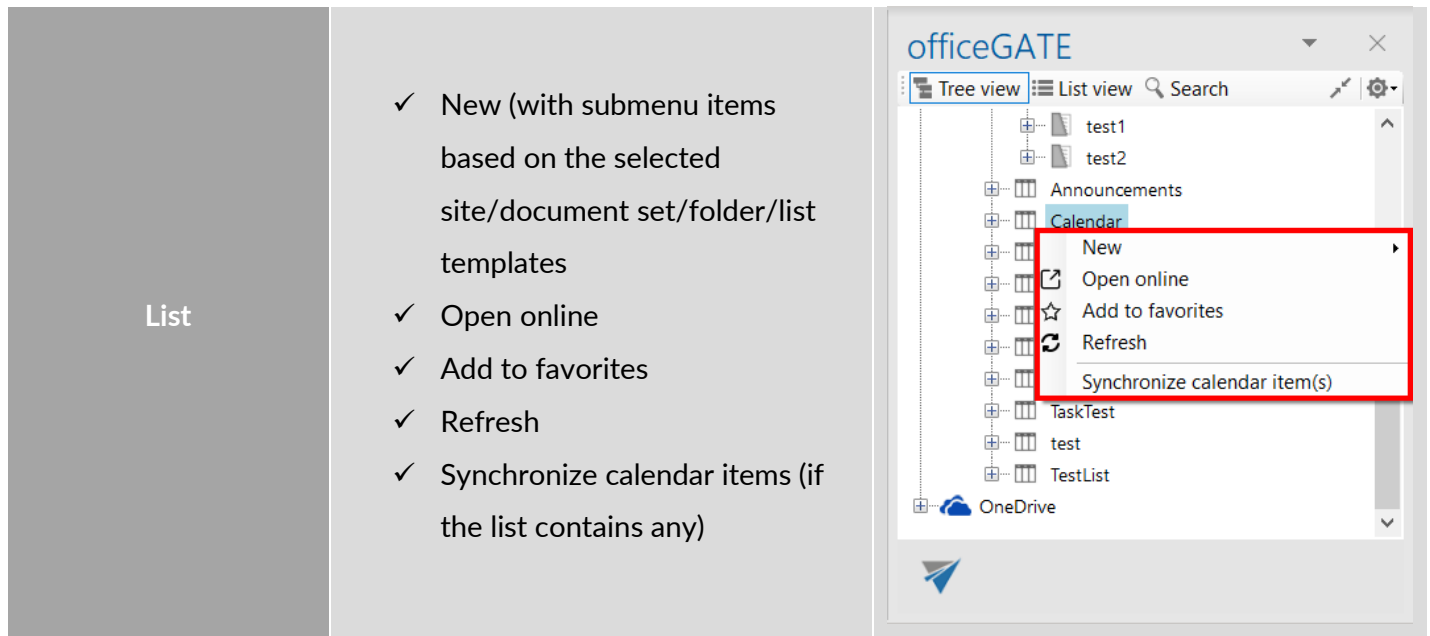 List
✓ New (with submenu items
based on the selected
site/document set/folder/list
templates
✓ Open online
✓ Add to favorites
✓ Refresh
✓ Synchronize calendar items (if
the list contains any)
officeGATE
Tree view List view Search
test1
test2
Announcements
Calendar
New
Open online
Add to favorites
Refresh
Synchronize calendar item(s)
TaskTest
test
TestList
OneDrive